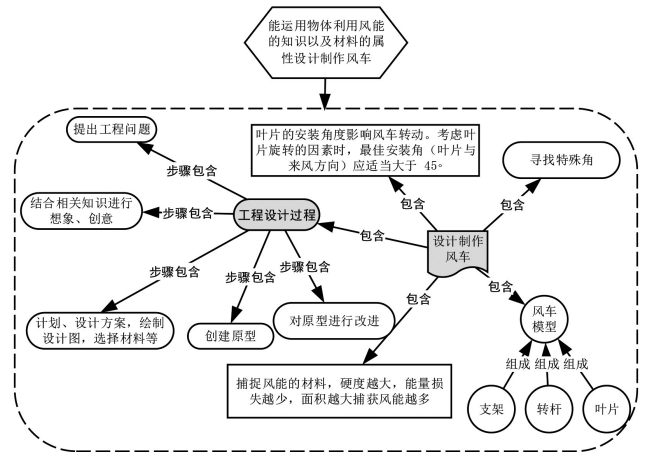 能运用物体利用风能
的知识以及材料的属
性设计制作风车
提出工程问题
叶片的安装角度影响风车转动。考虑叶
片旋转的因素时，最佳安装角（叶片与
来风方向）应适当大于 45。
寻找特殊角
步骤包含
结合相关知识进行
想象、创意
步骤包含
工程设计过程
包含
包含
包含
设计制作
风车
步骤包含
步骤包含
步骤包含
包含
包含
计划、设计方案，绘制
设计图，选择材料等
创建原型
对原型进行改进
风车
模型
捕捉风能的材料，硬度越大，能量损
失越少，面积越大捕获风能越多
组成
组成
组成
支架
转杆
叶片